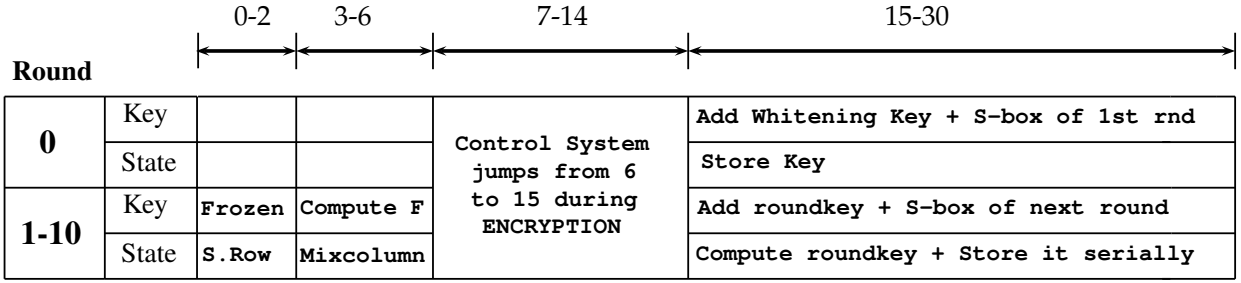 0-2 3-6 7-14 15-30
Round
0 Key Add Whitening Key + S-box of 1st rnd
State Store Key
Control System
jumps from 6
to 15 during
ENCRYPTION
1-10 Key Frozen Compute F Add roundkey + S-box of next round
State S.Row Mixcolumn Compute roundkey + Store it serially